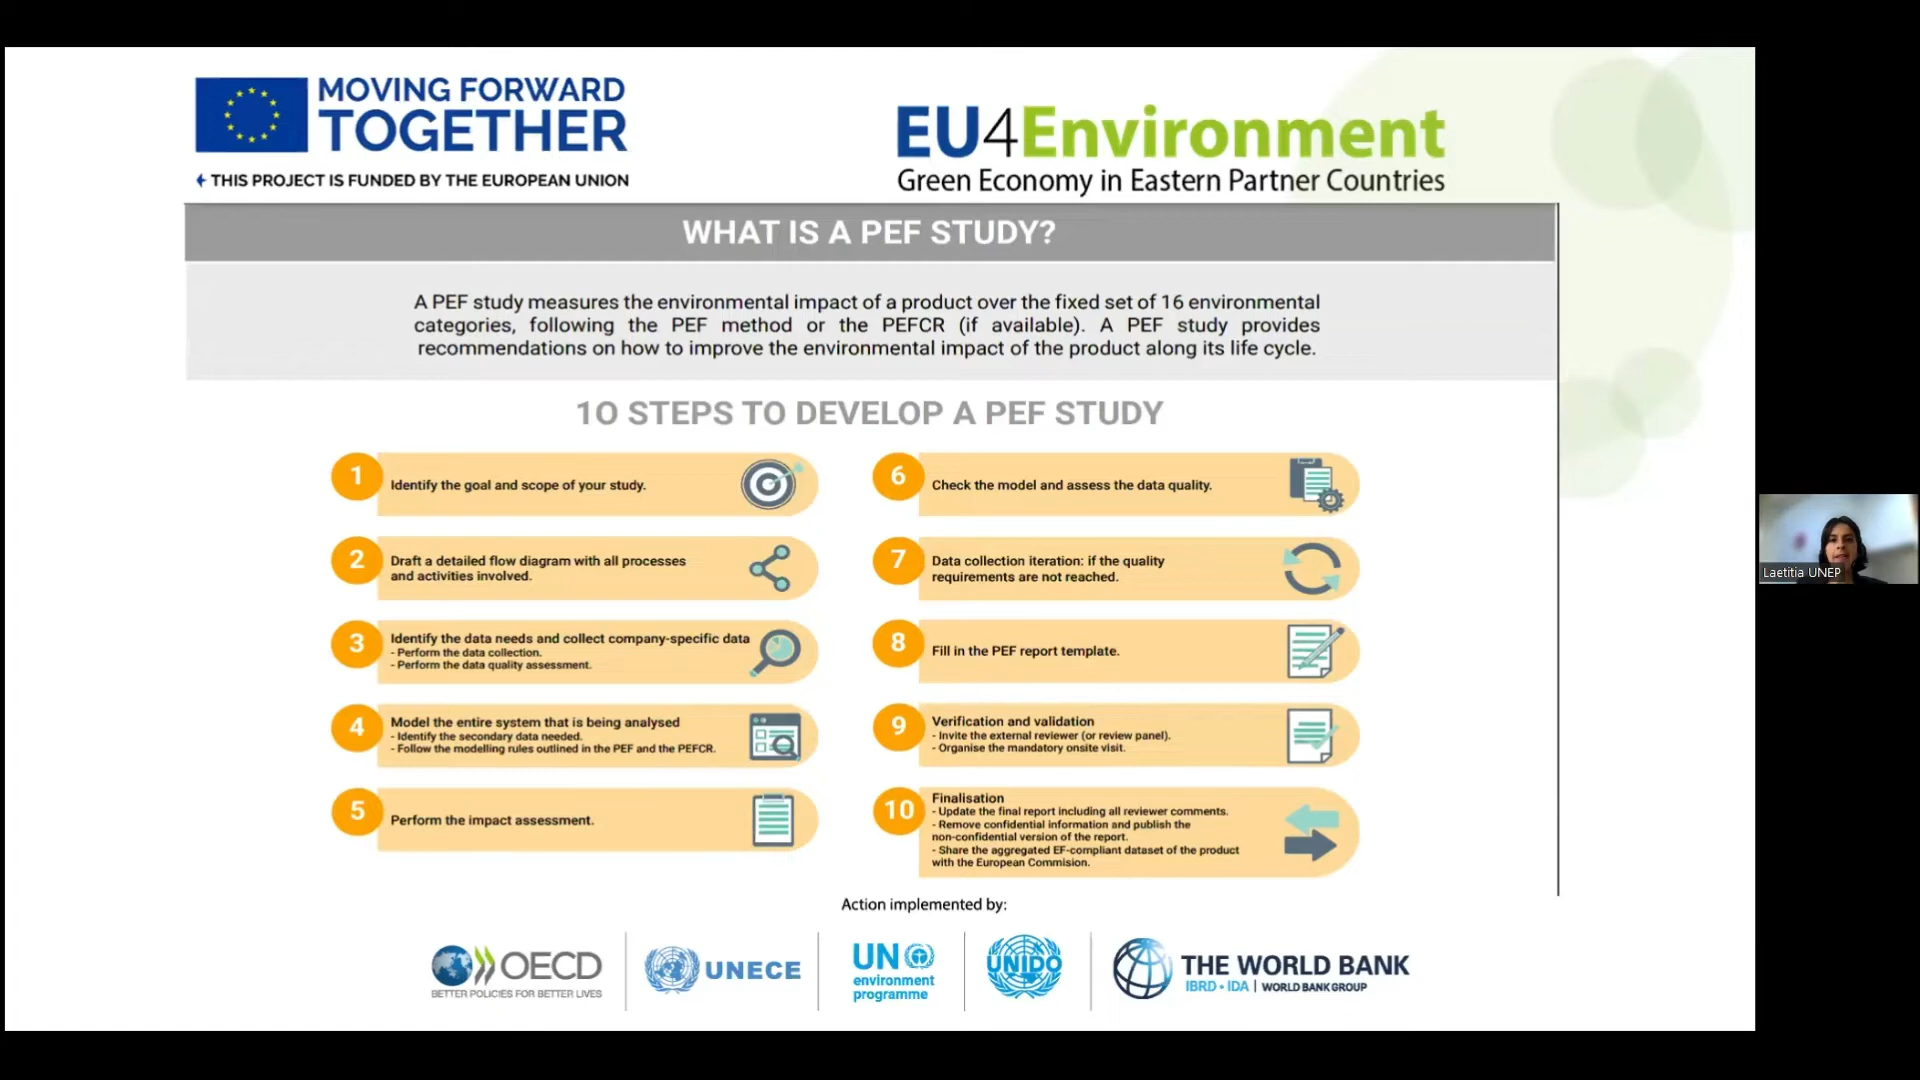 MOVING FORWARD
TOGETHER
THIS PROJECT IS FUNDED BY THE EUROPEAN UNION
EU4Environment
Green Economy in Eastern Partner Countries
WHAT IS A PEF STUDY?
A PEF study measures the environmental impact of a product over the fixed set of 16 environmental
categories, following the PEF method or the PEFCR (if available). A PEF study provides
recommendations on how to improve the environmental impact of the product along its life cycle.
1O STEPS TO DEVELOP A PEF STUDY
1
Identify the goal and scope of your study.
2
Draft a detailed flow diagram with all processes
and activities involved.
3
Identify the data needs and collect company-specific data
- Perform the data collection.
- Perform the data quality assessment.
4
Model the entire system that is being analysed
- Identify the secondary data needed.
- Follow the modelling rules outlined in the PEF and the PEFCR.
5
Perform the impact assessment.
6
Check the model and assess the data quality.
7
Data collection iteration: if the quality
requirements are not reached.
8
Fill in the PEF report template.
9
Verification and validation
- Invite the external reviewer (or review panel).
- Organise the mandatory onsite visit.
10
Finalisation
- Update the final report including all reviewer comments.
- Remove confidential information and publish the
non-confidential version of the report.
- Share the aggregated EF-compliant dataset of the product
with the European Commision.
Laetitia UNEP
Action implemented by:
OECD
BETTER POLICIES FOR BETTER LIVES
UNECE
UN
environment
programme
UNIDO
THE WORLD BANK
IBRD • IDA | WORLD BANK GROUP